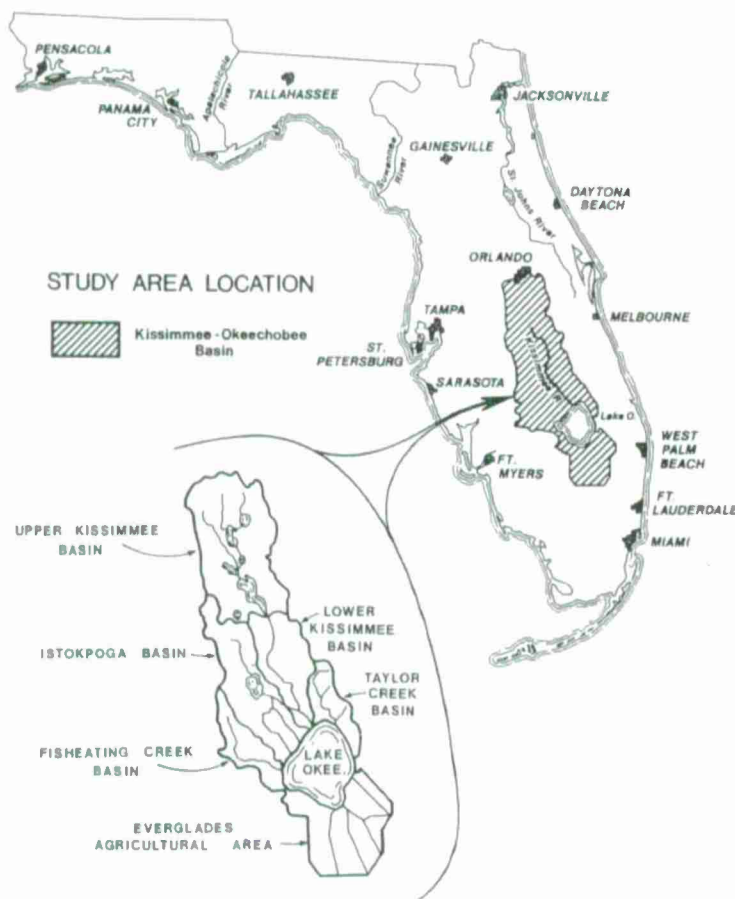 PENSACOLA
PANAMA
CITY
Apalachicola
River
TALLAHASSEE
Suwannee
River
GAINESVILLE
JACKSONVILLE
St. Johns River
DAYTONA
BEACH
ORLANDO
STUDY AREA LOCATION
Kissimmee - Okeechobee
Basin
TAMPA
ST.
PETERSBURG
MELBOURNE
SARASOTA
Kissimmee R.
Lake O.
FT.
MYERS
WEST
PALM
BEACH
FT.
LAUDERDALE
MIAMI
UPPER KISSIMMEE
BASIN
LOWER
KISSIMMEE
BASIN
ISTOKPOGA BASIN
TAYLOR
CREEK
BASIN
FISHEATING CREEK
BASIN
LAKE
OKEE.
EVERGLADES
AGRICULTURAL AREA